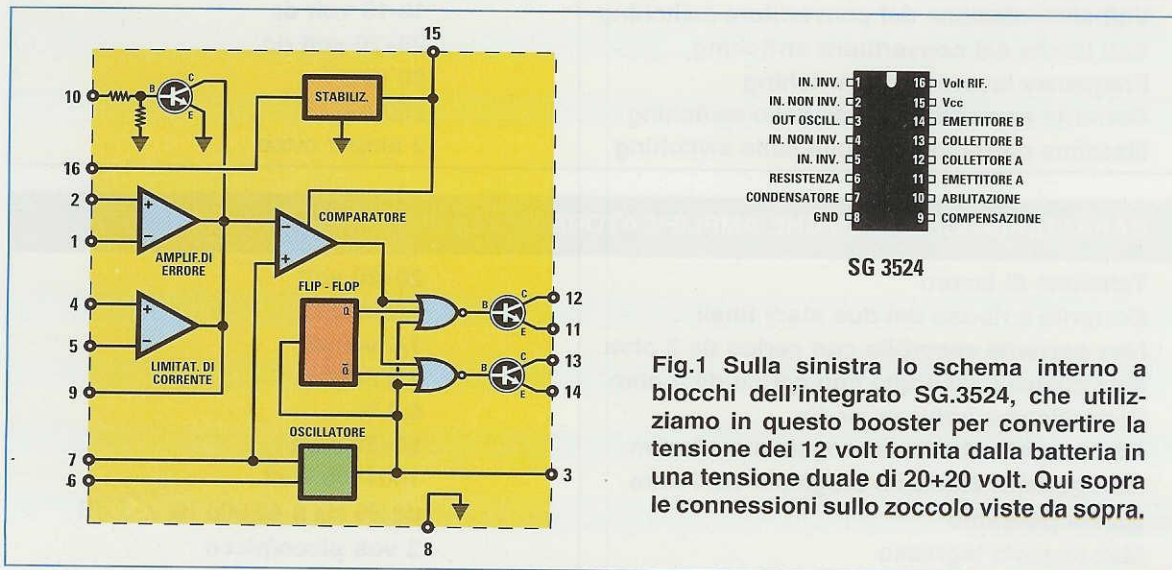 15
10
B
C
E
STABILIZ.
16
2
+
COMPARATORE
1
−
AMPLIF.DI
ERRORE
−
+
FLIP - FLOP
4
+
Q
B
C
E
12
11
5
−
LIMITAT. DI
CORRENTE
Q̄
B
C
E
13
14
9
OSCILLATORE
7
6
3
8
IN. INV. 1
16 Volt RIF.
IN. NON INV. 2
15 Vcc
OUT OSCILL. 3
14 EMETTITORE B
IN. NON INV. 4
13 COLLETTORE B
IN. INV. 5
12 COLLETTORE A
RESISTENZA 6
11 EMETTITORE A
CONDENSATORE 7
10 ABILITAZIONE
GND 8
9 COMPENSAZIONE
SG 3524
Fig.1 Sulla sinistra lo schema interno a
blocchi dell'integrato SG.3524, che utiliz-
ziamo in questo booster per convertire la
tensione dei 12 volt fornita dalla batteria in
una tensione duale di 20+20 volt. Qui sopra
le connessioni sullo zoccolo viste da sopra.